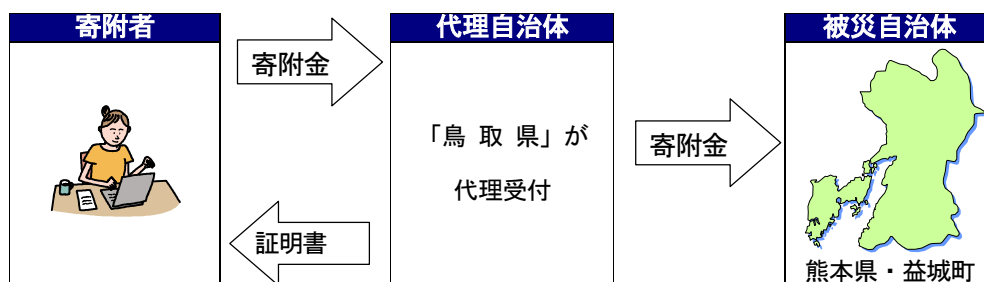 寄附者
代理自治体
被災自治体
寄附金
「鳥 取 県」が
代理受付
寄附金
証明書
熊本県・益城町